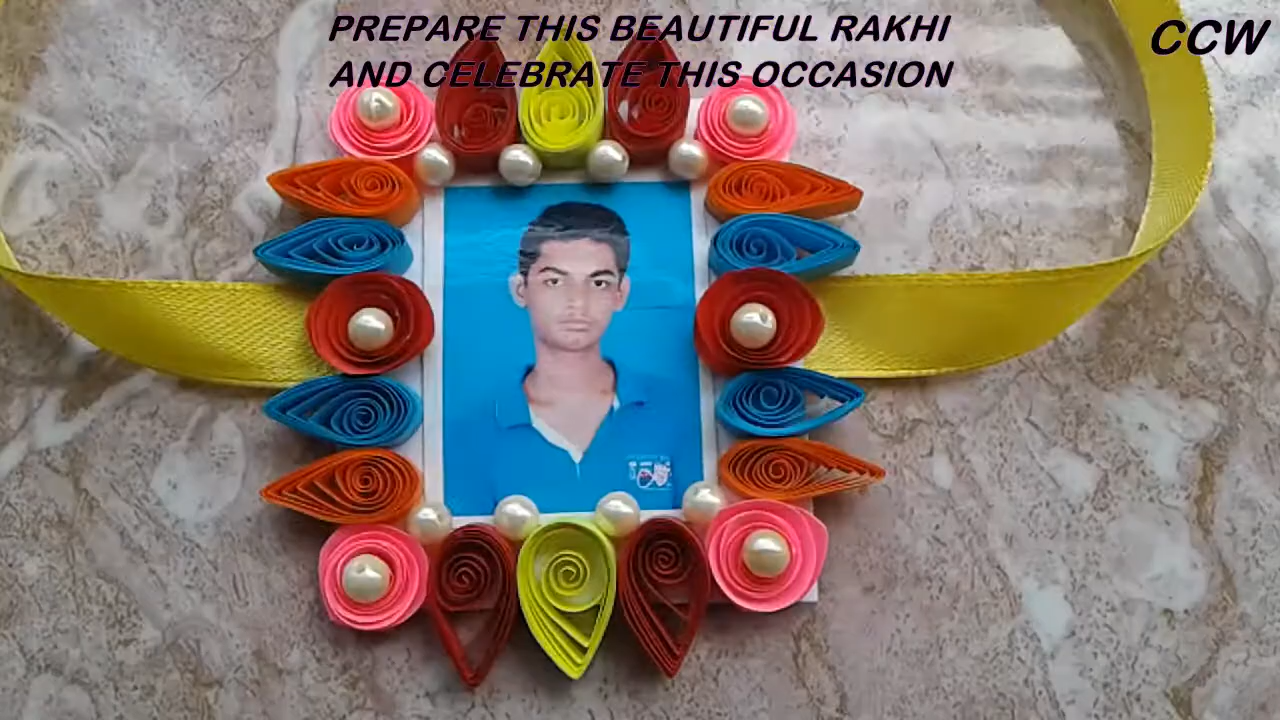 PREPARE THIS BEAUTIFUL RAKHI
AND CELEBRATE THIS OCCASION
CCW